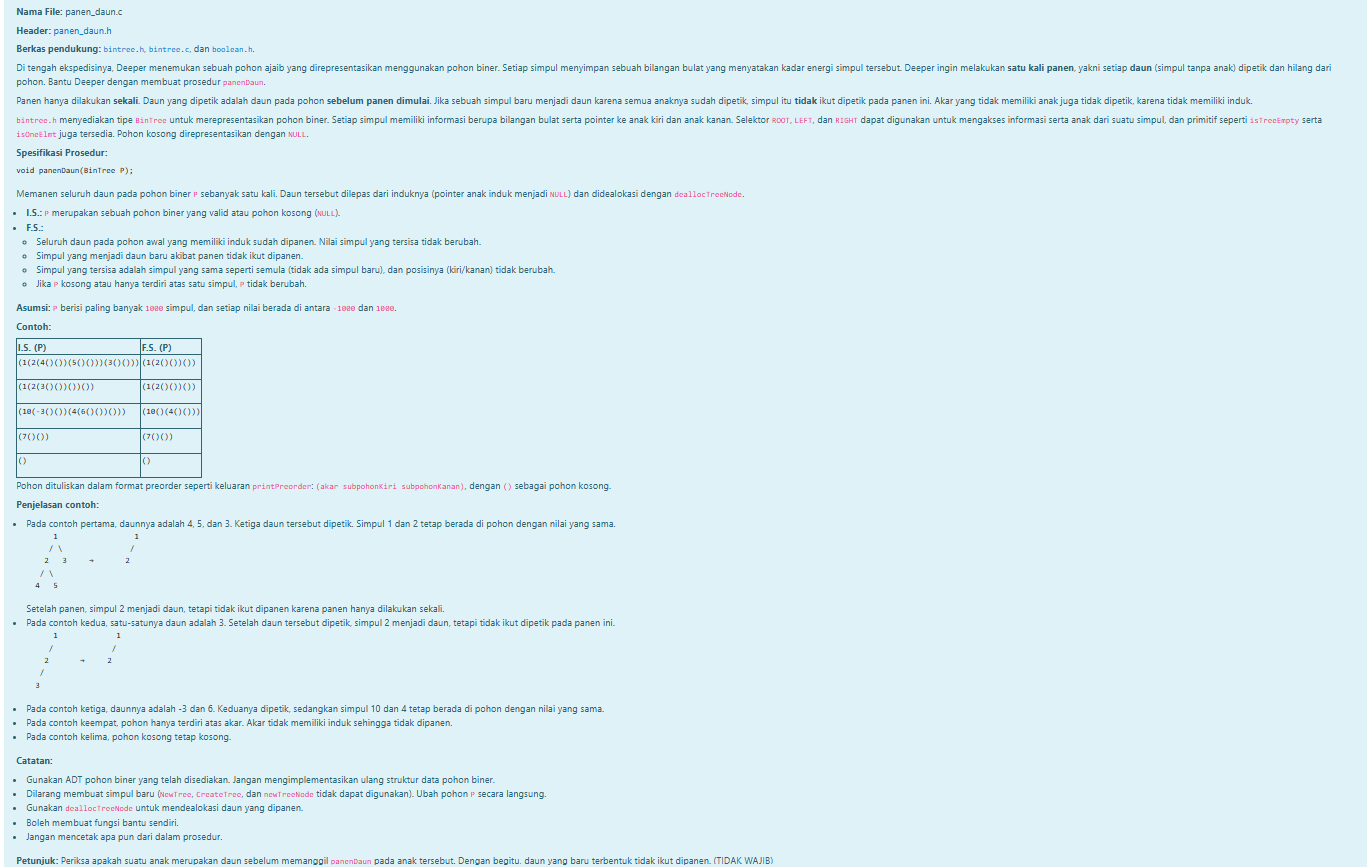 Nama File: panen_daun.c
Header: panen_daun.h
Berkas pendukung: bintree.h, bintree.c, dan boolean.h.
Di tengah ekspedisinya, Deeper menemukan sebuah pohon ajaib yang direpresentasikan menggunakan pohon biner. Setiap simpul menyimpan sebuah bilangan bulat yang menyatakan kadar energi simpul tersebut. Deeper ingin melakukan satu kali panen, yakni setiap daun (simpul tanpa anak) dipetik dan hilang dari
pohon. Bantu Deeper dengan membuat prosedur panenDaun.
Panen hanya dilakukan sekali. Daun yang dipetik adalah daun pada pohon sebelum panen dimulai. Jika sebuah simpul baru menjadi daun karena semua anaknya sudah dipetik, simpul itu tidak ikut dipetik pada panen ini. Akar yang tidak memiliki anak juga tidak dipetik, karena tidak memiliki induk.
bintree.h menyediakan tipe BinTree untuk merepresentasikan pohon biner. Setiap simpul memiliki informasi berupa bilangan bulat serta pointer ke anak kiri dan anak kanan. Selektor ROOT, LEFT, dan RIGHT dapat digunakan untuk mengakses informasi serta anak dari suatu simpul, dan primitif seperti isTreeEmpty serta
isOneElmt juga tersedia. Pohon kosong direpresentasikan dengan NULL.
Spesifikasi Prosedur:
void panenDaun(BinTree P);
Memanen seluruh daun pada pohon biner P sebanyak satu kali. Daun tersebut dilepas dari induknya (pointer anak induk menjadi NULL) dan didealokasi dengan deallocTreeNode.
• I.S.: P merupakan sebuah pohon biner yang valid atau pohon kosong (NULL).
• F.S.:
○ Seluruh daun pada pohon awal yang memiliki induk sudah dipanen. Nilai simpul yang tersisa tidak berubah.
○ Simpul yang menjadi daun baru akibat panen tidak ikut dipanen.
○ Simpul yang tersisa adalah simpul yang sama seperti semula (tidak ada simpul baru), dan posisinya (kiri/kanan) tidak berubah.
○ Jika P kosong atau hanya terdiri atas satu simpul, P tidak berubah.
Asumsi: P berisi paling banyak 1000 simpul, dan setiap nilai berada di antara -1000 dan 1000.
Contoh:
I.S. (P) F.S. (P)
(1(2(4()())(5()()))(3()())) (1(2()())())
(1(2(3()())())()) (1(2()())())
(10(-3()())(4(6()())())) (10()(4()()))
(7()()) (7()())
() ()
Pohon dituliskan dalam format preorder seperti keluaran printPreorder: (akar subpohonKiri subpohonKanan), dengan () sebagai pohon kosong.
Penjelasan contoh:
• Pada contoh pertama, daunnya adalah 4, 5, dan 3. Ketiga daun tersebut dipetik. Simpul 1 dan 2 tetap berada di pohon dengan nilai yang sama.
1 1
/ \ /
2 3 → 2
/ \
4 5
Setelah panen, simpul 2 menjadi daun, tetapi tidak ikut dipanen karena panen hanya dilakukan sekali.
• Pada contoh kedua, satu-satunya daun adalah 3. Setelah daun tersebut dipetik, simpul 2 menjadi daun, tetapi tidak ikut dipetik pada panen ini.
1 1
/ /
2 → 2
/
3
• Pada contoh ketiga, daunnya adalah -3 dan 6. Keduanya dipetik, sedangkan simpul 10 dan 4 tetap berada di pohon dengan nilai yang sama.
• Pada contoh keempat, pohon hanya terdiri atas akar. Akar tidak memiliki induk sehingga tidak dipanen.
• Pada contoh kelima, pohon kosong tetap kosong.
Catatan:
• Gunakan ADT pohon biner yang telah disediakan. Jangan mengimplementasikan ulang struktur data pohon biner.
• Dilarang membuat simpul baru (NewTree, CreateTree, dan newTreeNode tidak dapat digunakan). Ubah pohon P secara langsung.
• Gunakan deallocTreeNode untuk mendealokasi daun yang dipanen.
• Boleh membuat fungsi bantu sendiri.
• Jangan mencetak apa pun dari dalam prosedur.
Petunjuk: Periksa apakah suatu anak merupakan daun sebelum memanggil panenDaun pada anak tersebut. Dengan begitu, daun yang baru terbentuk tidak ikut dipanen. (TIDAK WAJIB)